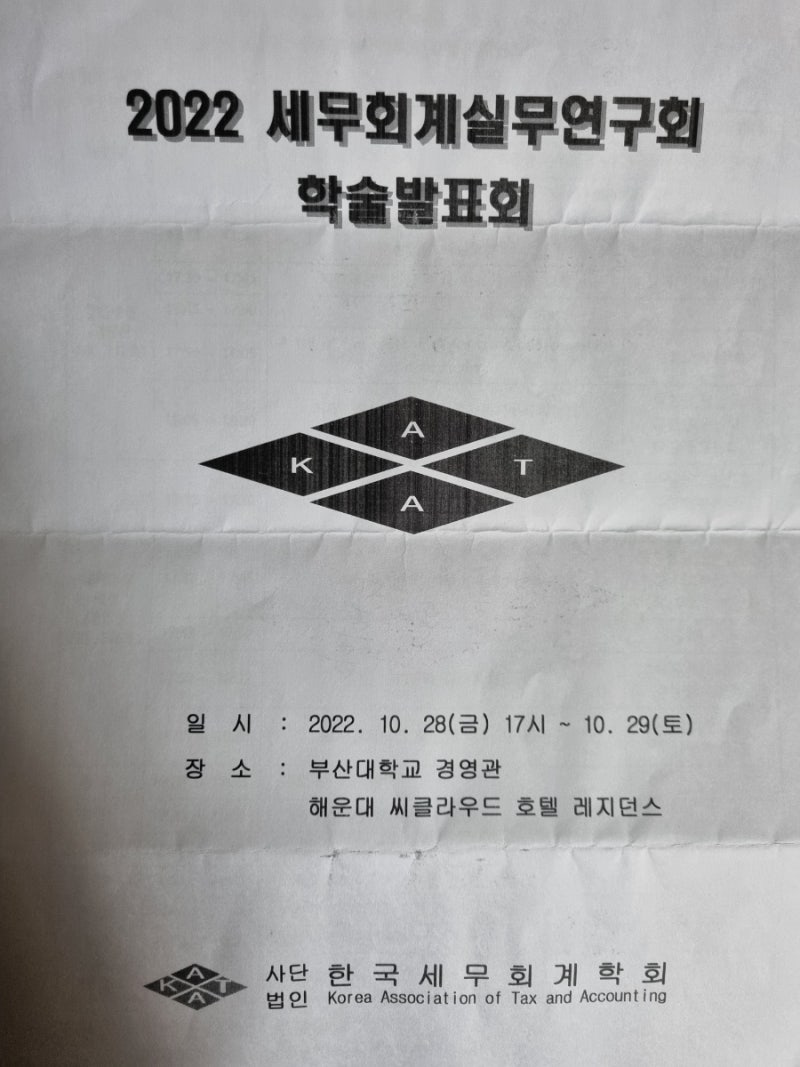 2022 세무회계실무연구회
학술발표회
A
K T
A
일 시 : 2022. 10. 28(금) 17시 ~ 10. 29(토)
장 소 : 부산대학교 경영관
해운대 씨클라우드 호텔 레지던스
A
K T
A
사단 한국세무회계학회
법인 Korea Association of Tax and Accounting